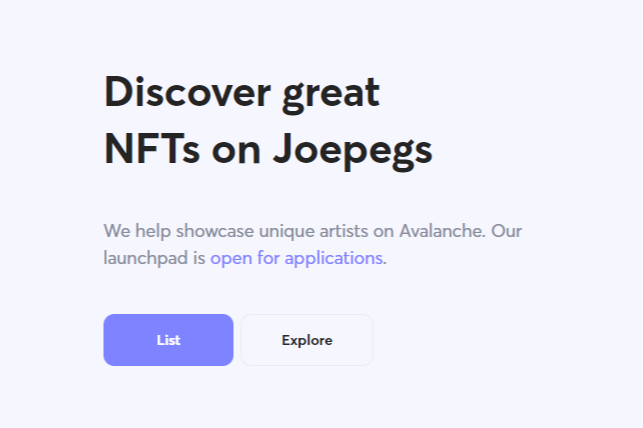 Discover great
NFTs on Joepegs
We help showcase unique artists on Avalanche. Our
launchpad is open for applications.
List
Explore